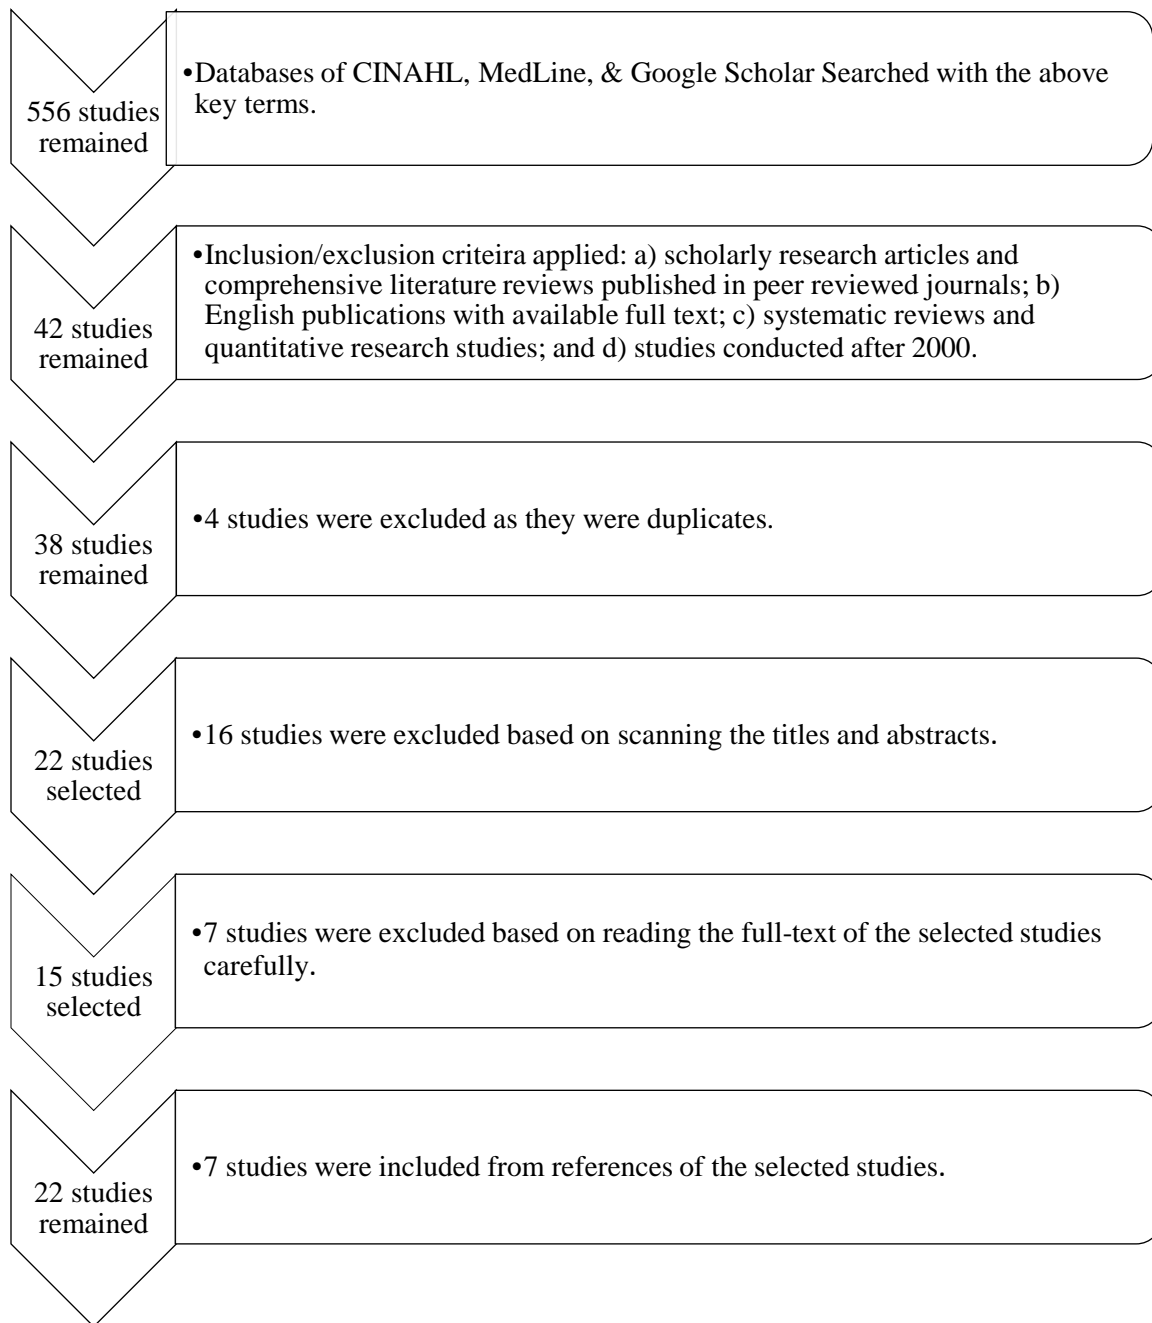 556 studies
remained
•Databases of CINAHL, MedLine, & Google Scholar Searched with the above
key terms.
42 studies
remained
•Inclusion/exclusion criteira applied: a) scholarly research articles and
comprehensive literature reviews published in peer reviewed journals; b)
English publications with available full text; c) systematic reviews and
quantitative research studies; and d) studies conducted after 2000.
38 studies
remained
•4 studies were excluded as they were duplicates.
22 studies
selected
•16 studies were excluded based on scanning the titles and abstracts.
15 studies
selected
•7 studies were excluded based on reading the full-text of the selected studies
carefully.
22 studies
remained
•7 studies were included from references of the selected studies.